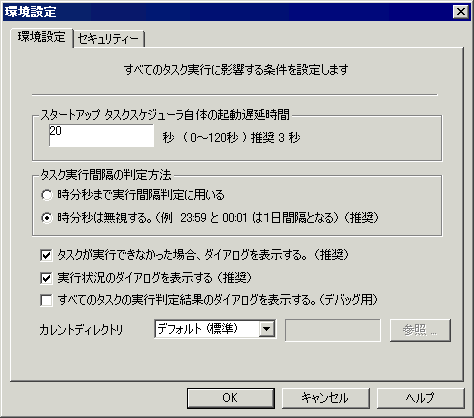 環境設定
環境設定 セキュリティー
すべてのタスク実行に影響する条件を設定します
スタートアップ タスクスケジューラ自体の起動遅延時間
20 秒 （0～120秒 ）推奨 3 秒
タスク実行間隔の判定方法
時分秒まで実行間隔判定に用いる
時分秒は無視する。（例 23:59 と 00:01 は1日間隔となる）（推奨）
タスクが実行できなかった場合、ダイアログを表示する。（推奨）
実行状況のダイアログを表示する（推奨）
すべてのタスクの実行判定結果のダイアログを表示する。（デバッグ用）
カレントディレクトリ デフォルト（標準） 参照 ...
OK キャンセル ヘルプ